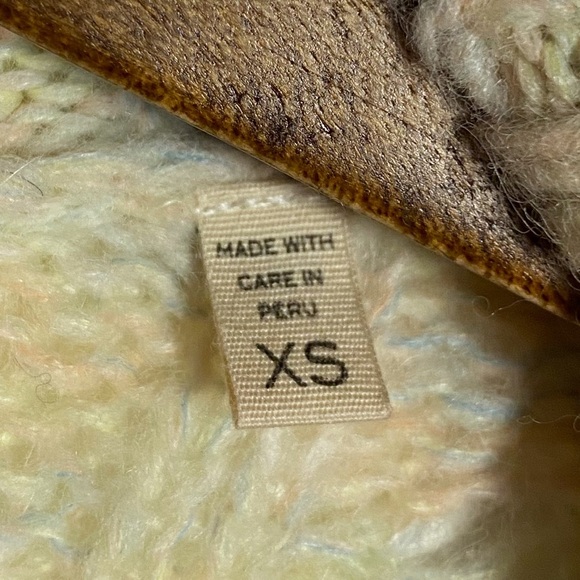 MADE WITH
CARE IN
PERU
XS